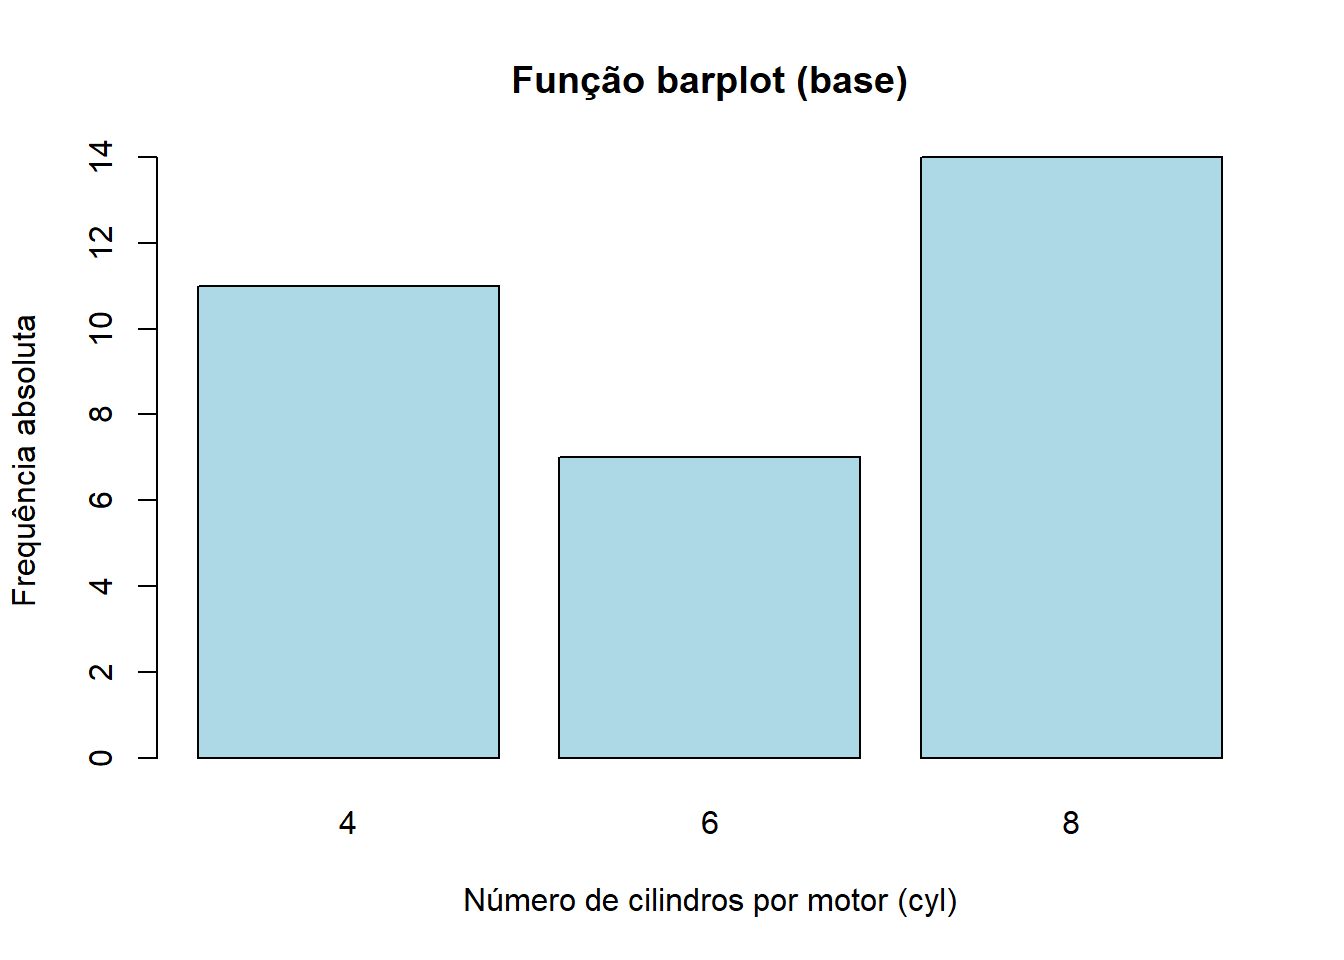 Função barplot (base)
Frequência absoluta
14
12
10
8
6
4
2
0
4 6 8
Número de cilindros por motor (cyl)